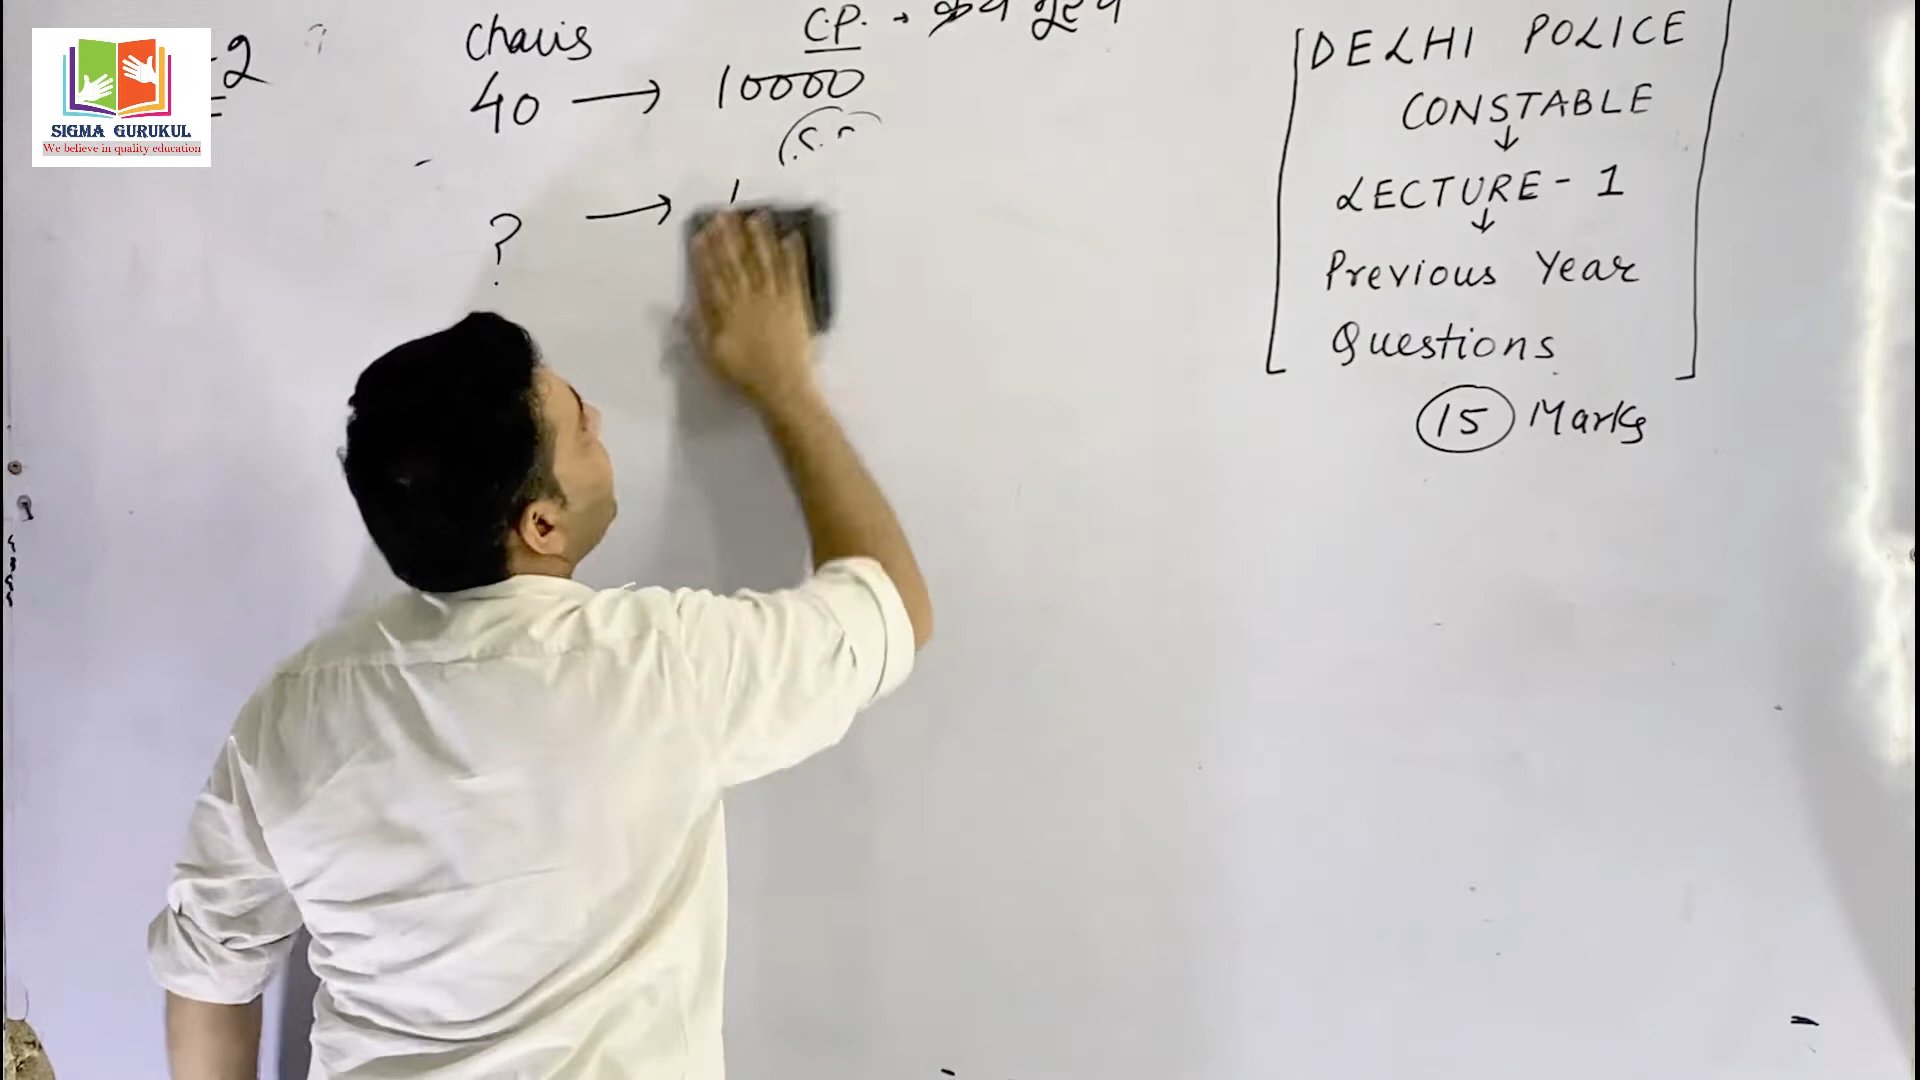 -2
SIGMA GURUKUL
We believe in quality education
Chairs
C.P. → क्रय मूल्य
40 → 10000
? →
DELHI POLICE
CONSTABLE
↓
LECTURE - 1
↓
Previous Year
Questions
15 Marks